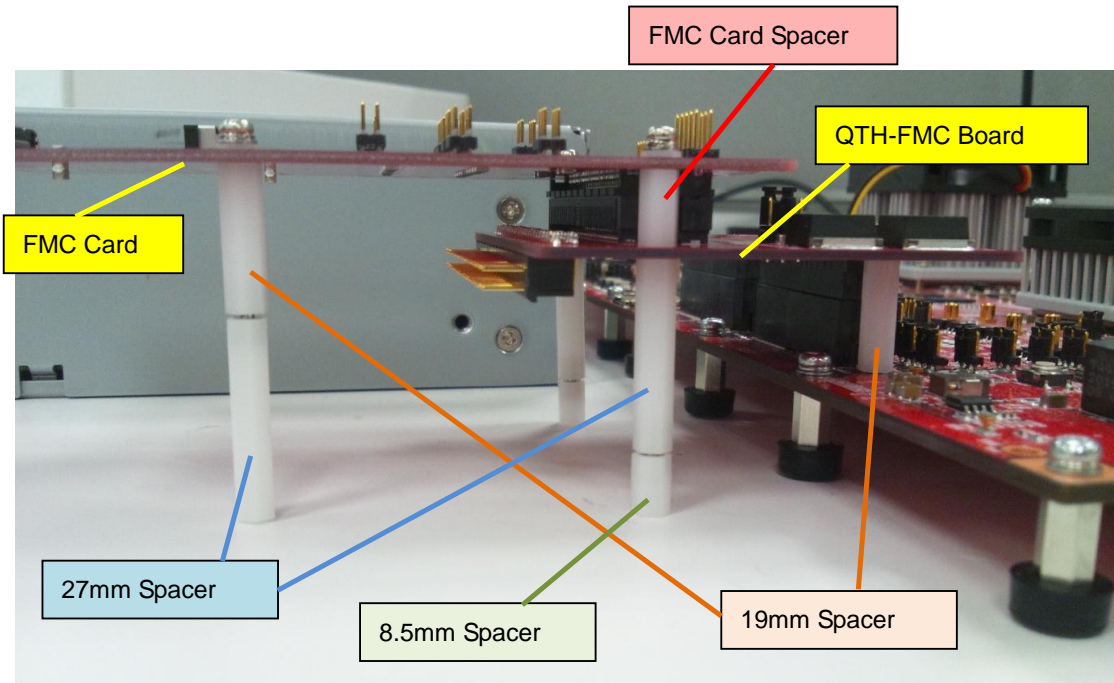 FMC Card Spacer
QTH-FMC Board
FMC Card
27mm Spacer
8.5mm Spacer
19mm Spacer